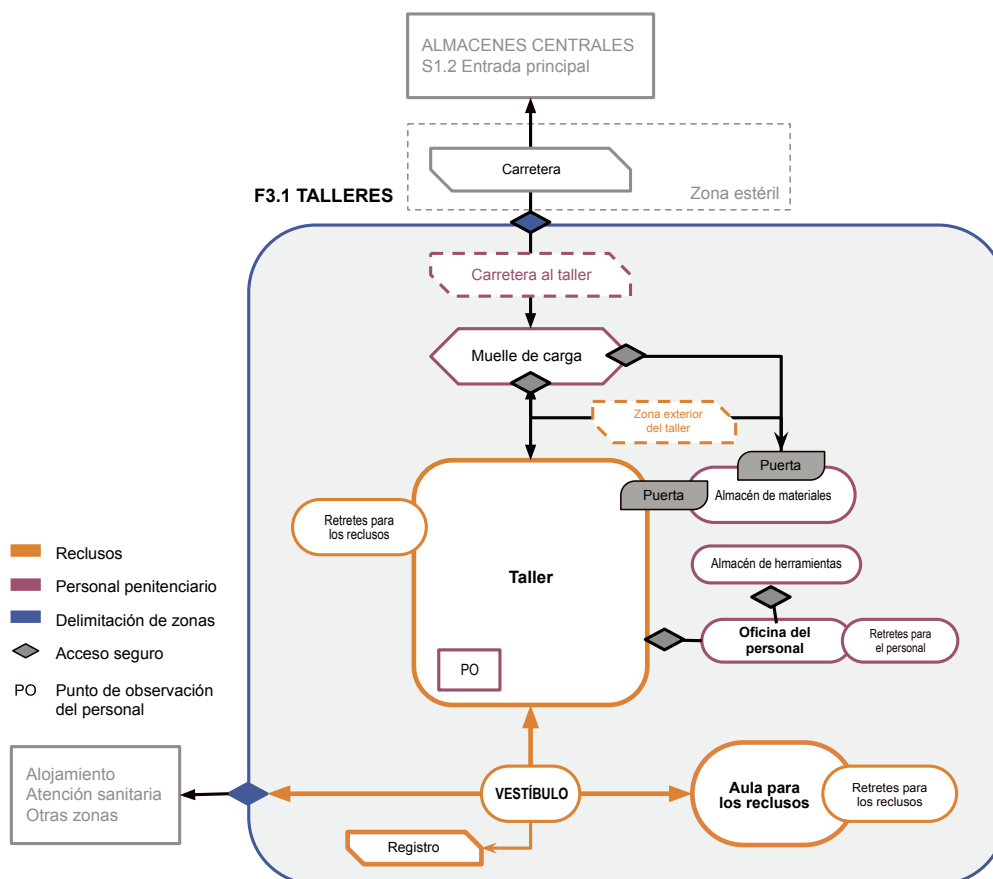 ALMACENES CENTRALES
S1.2 Entrada principal
Carretera
Zona estéril
F3.1 TALLERES
Carretera al taller
Muelle de carga
Zona exterior
del taller
Puerta
Puerta
Almacén de materiales
Retretes para
los reclusos
Taller
Almacén de herramientas
Oficina del
personal
Retretes para
el personal
PO
Reclusos
Personal penitenciario
Delimitación de zonas
Acceso seguro
PO Punto de observación
del personal
Alojamiento
Atención sanitaria
Otras zonas
VESTÍBULO
Aula para
los reclusos
Retretes para
los reclusos
Registro